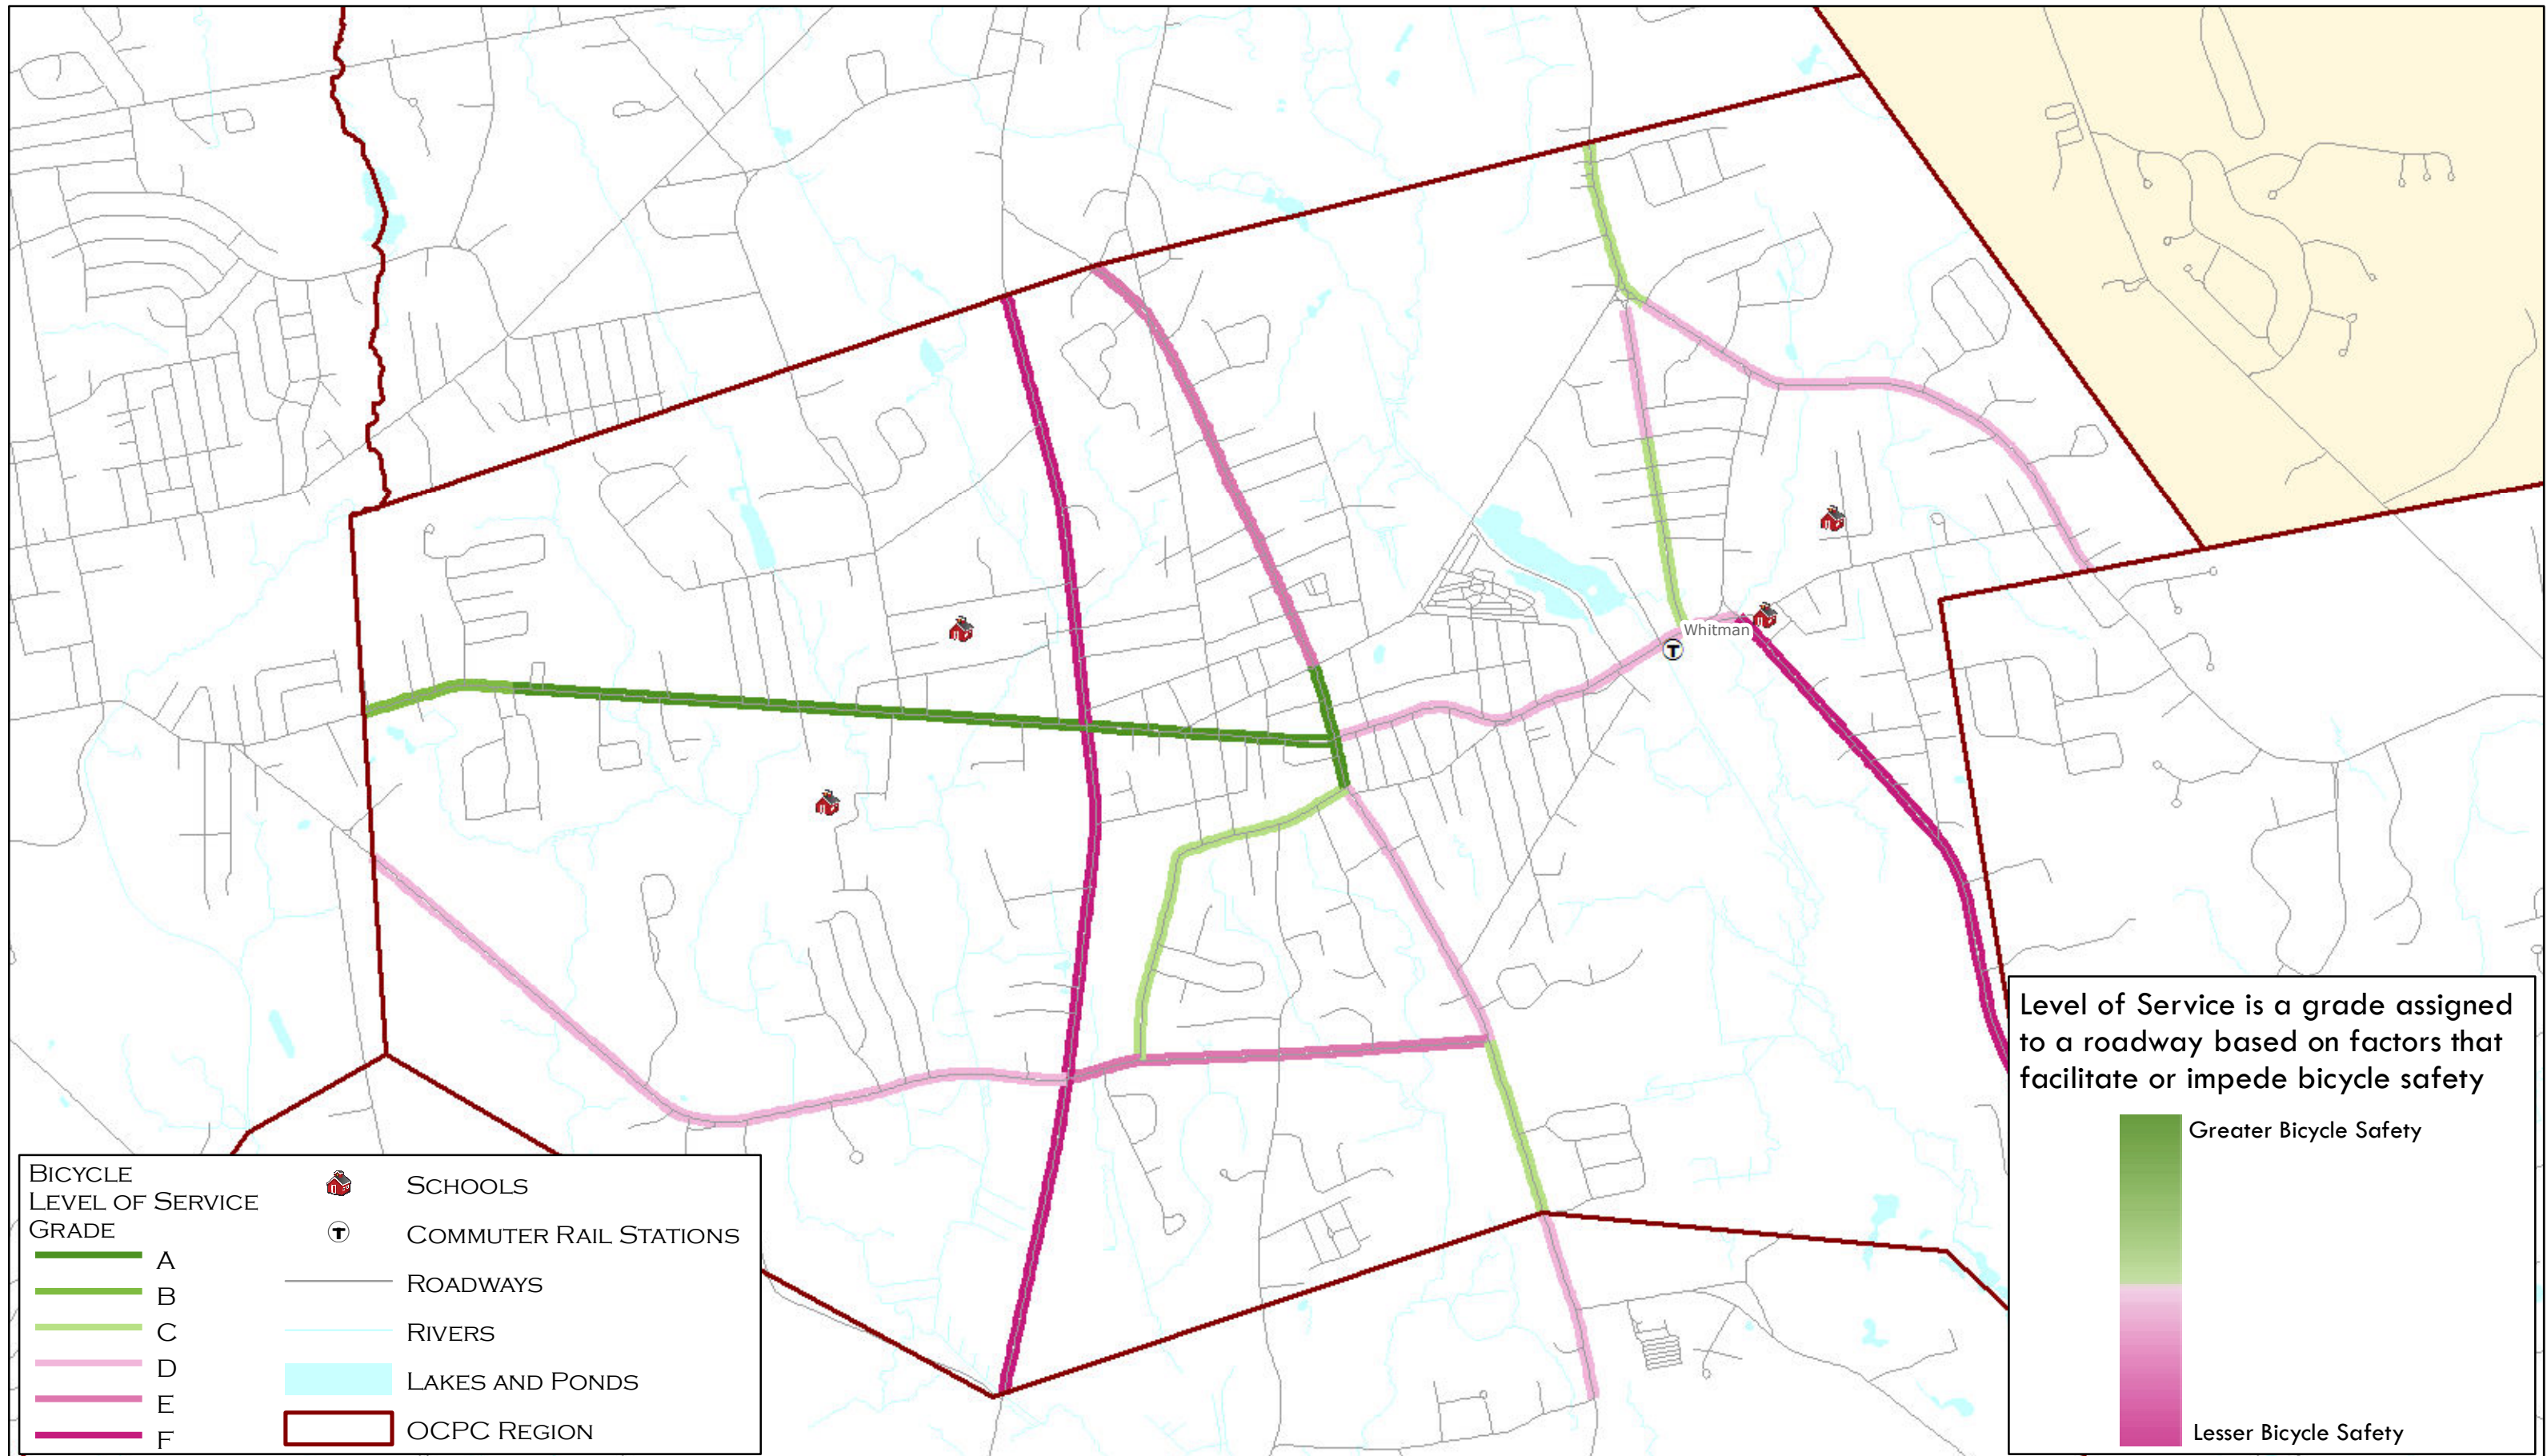 Whitman
T
Level of Service is a grade assigned
to a roadway based on factors that
facilitate or impede bicycle safety
Greater Bicycle Safety
Lesser Bicycle Safety
BICYCLE
LEVEL OF SERVICE
GRADE
A
B
C
D
E
F
SCHOOLS
T
COMMUTER RAIL STATIONS
ROADWAYS
RIVERS
LAKES AND PONDS
OCPC REGION